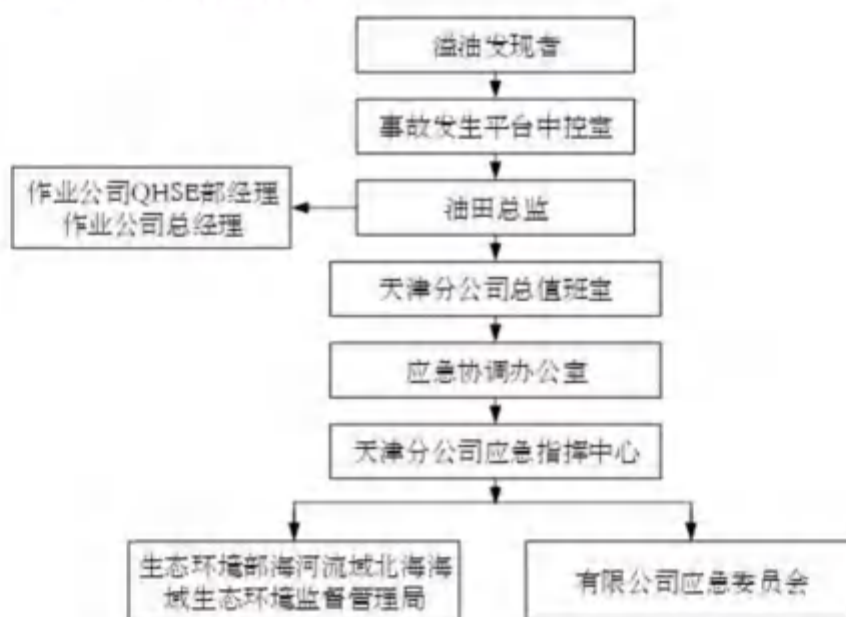 溢油发现者
事故发生平台中控室
作业公司QHSE部经理
作业公司总经理
油田总监
天津分公司总值班室
应急协调办公室
天津分公司应急指挥中心
生态环境部海河流域北海海
域生态环境监督管理局
有限公司应急委员会